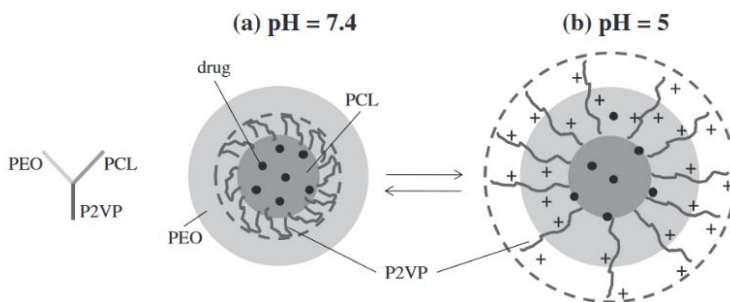 (a) pH = 7.4
(b) pH = 5
drug
PCL
PEO
PCL
P2VP
PEO
P2VP
+ + + + + + + + + + + + + + + + + + + +